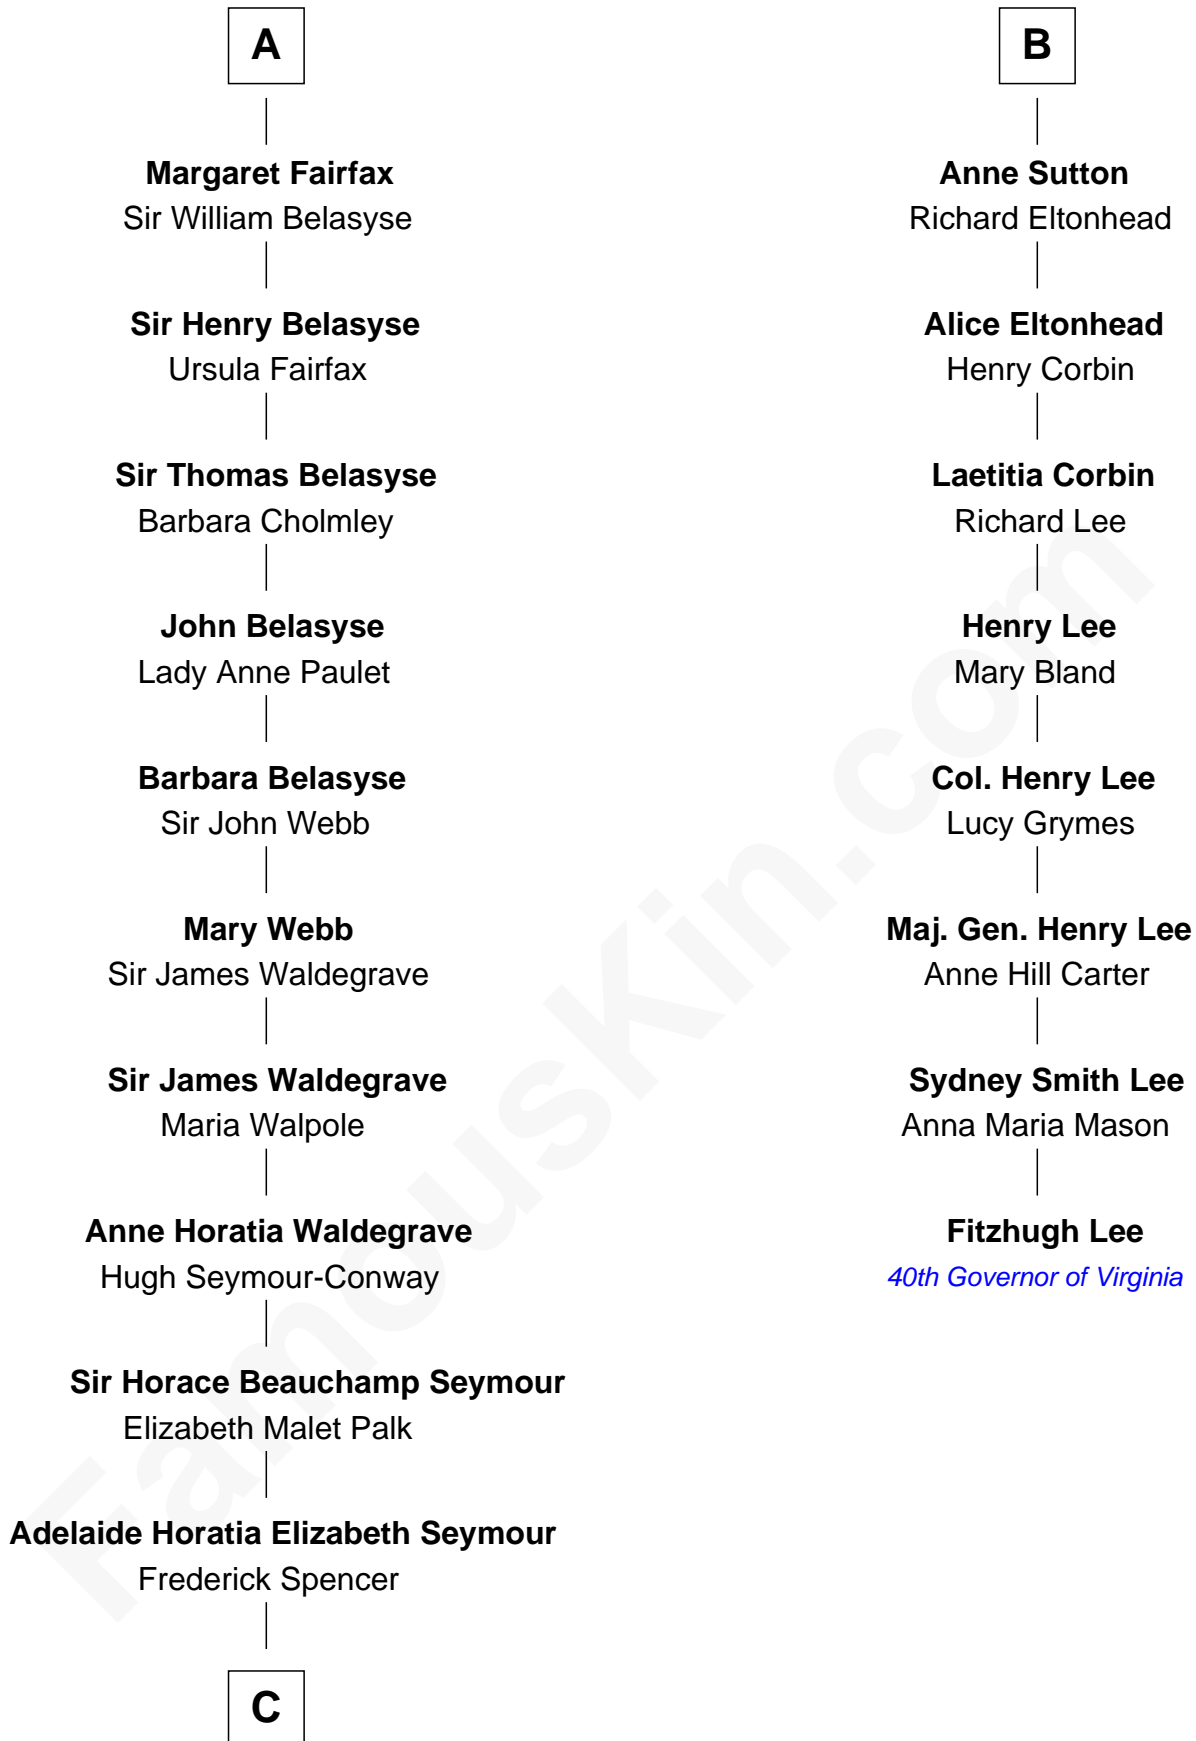 A
Margaret Fairfax
Sir William Belasyse
Sir Henry Belasyse
Ursula Fairfax
Sir Thomas Belasyse
Barbara Cholmley
John Belasyse
Lady Anne Paulet
Barbara Belasyse
Sir John Webb
Mary Webb
Sir James Waldegrave
Sir James Waldegrave
Maria Walpole
Anne Horatia Waldegrave
Hugh Seymour-Conway
Sir Horace Beauchamp Seymour
Elizabeth Malet Palk
Adelaide Horatia Elizabeth Seymour
Frederick Spencer
C
B
Anne Sutton
Richard Eltonhead
Alice Eltonhead
Henry Corbin
Laetitia Corbin
Richard Lee
Henry Lee
Mary Bland
Col. Henry Lee
Lucy Grymes
Maj. Gen. Henry Lee
Anne Hill Carter
Sydney Smith Lee
Anna Maria Mason
Fitzhugh Lee
40th Governor of Virginia
FamousKin.com